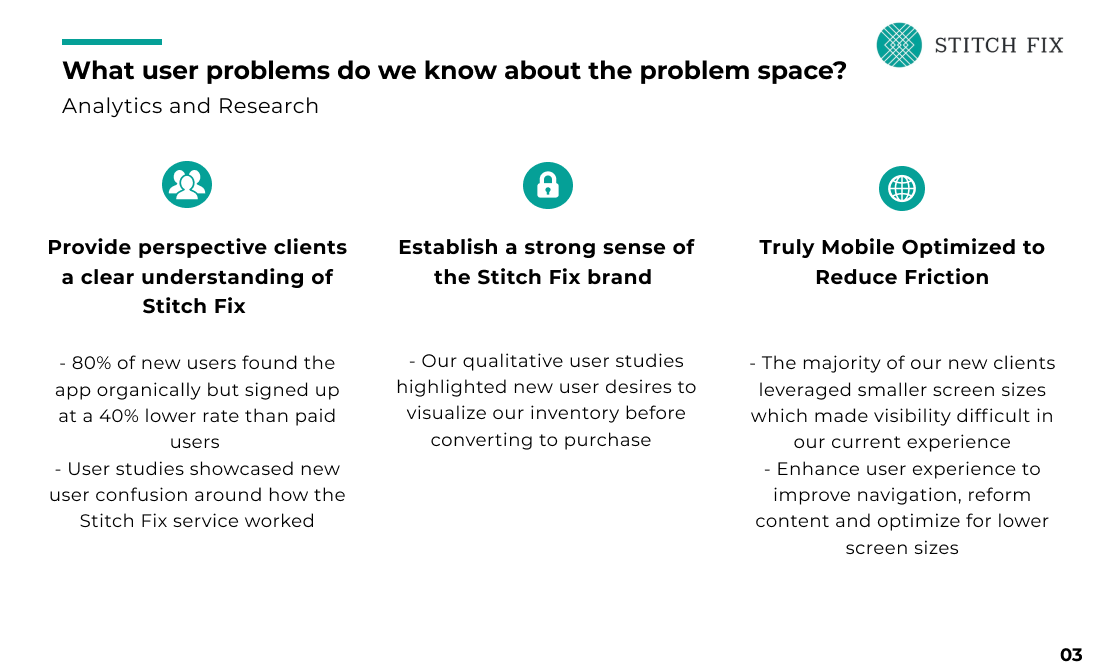 STITCH FIX
What user problems do we know about the problem space?
Analytics and Research
Provide perspective clients
a clear understanding of
Stitch Fix
- 80% of new users found the
app organically but signed up
at a 40% lower rate than paid
users
- User studies showcased new
user confusion around how the
Stitch Fix service worked
Establish a strong sense of
the Stitch Fix brand
- Our qualitative user studies
highlighted new user desires to
visualize our inventory before
converting to purchase
Truly Mobile Optimized to
Reduce Friction
- The majority of our new clients
leveraged smaller screen sizes
which made visibility difficult in
our current experience
- Enhance user experience to
improve navigation, reform
content and optimize for lower
screen sizes
03